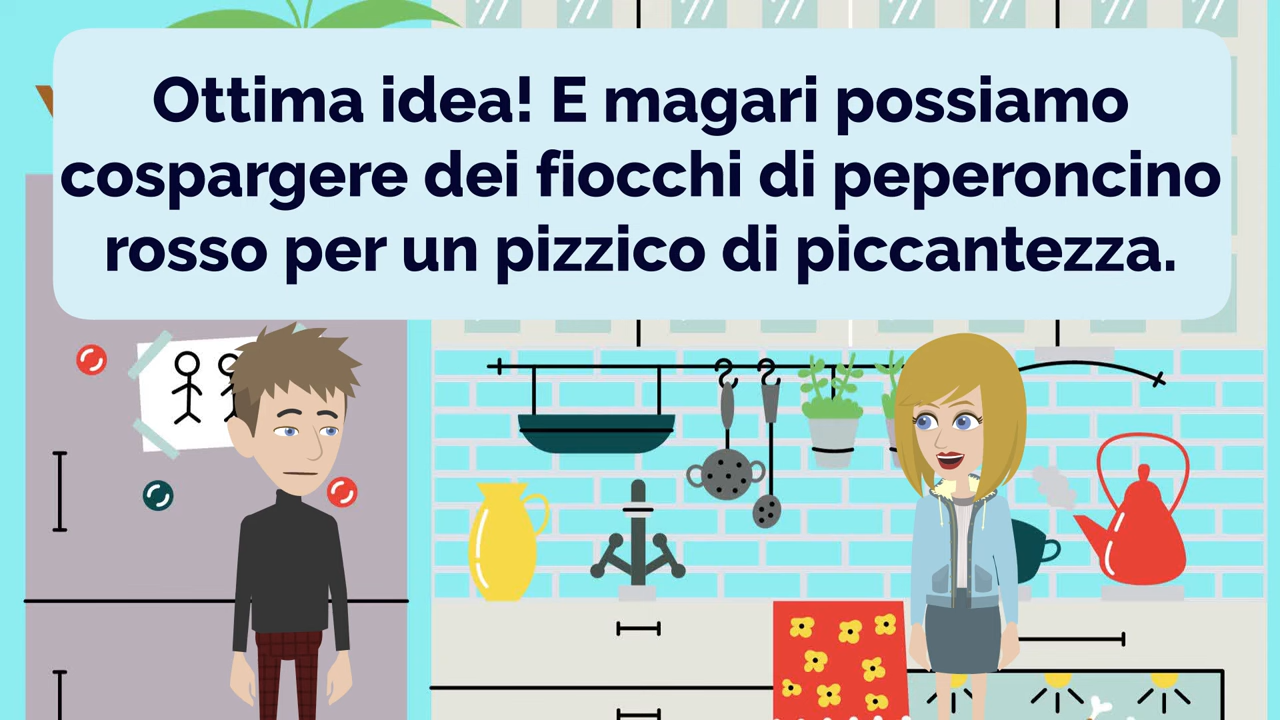 Ottima idea! E magari possiamo
cospargere dei fiocchi di peperoncino
rosso per un pizzico di piccantezza.